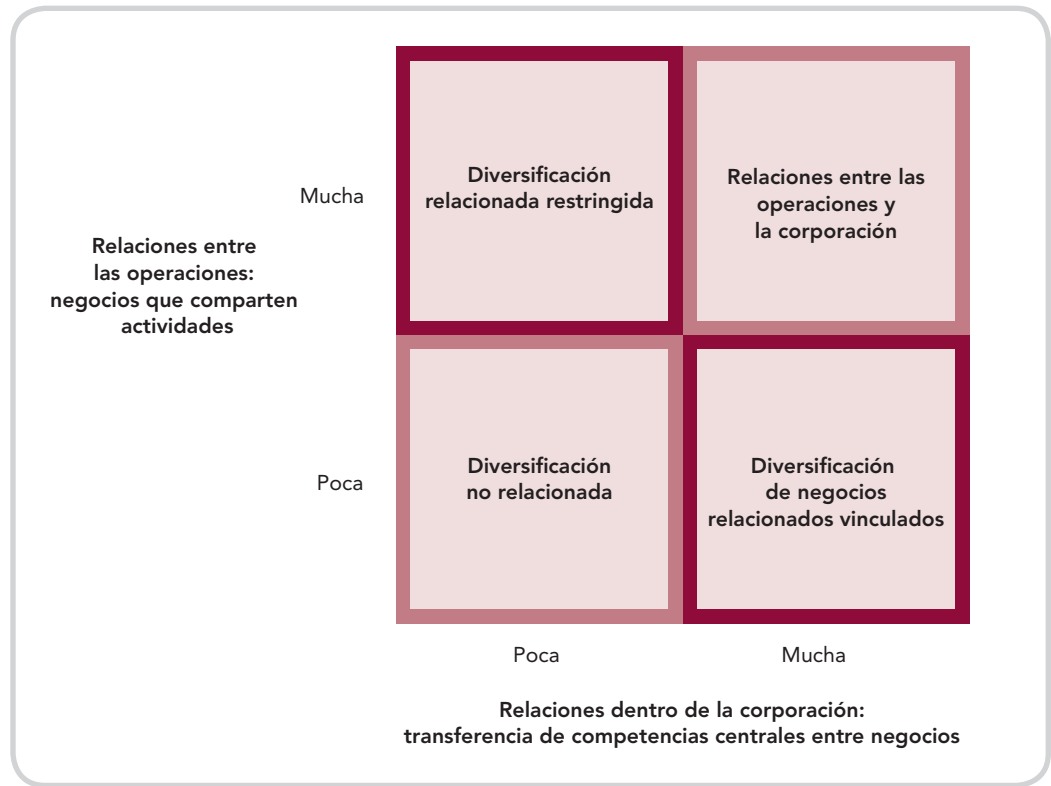 Mucha
Relaciones entre
las operaciones:
negocios que comparten
actividades
Diversificación
relacionada restringida
Relaciones entre las
operaciones y
la corporación
Poca
Diversificación
no relacionada
Diversificación
de negocios
relacionados vinculados
Poca
Mucha
Relaciones dentro de la corporación:
transferencia de competencias centrales entre negocios